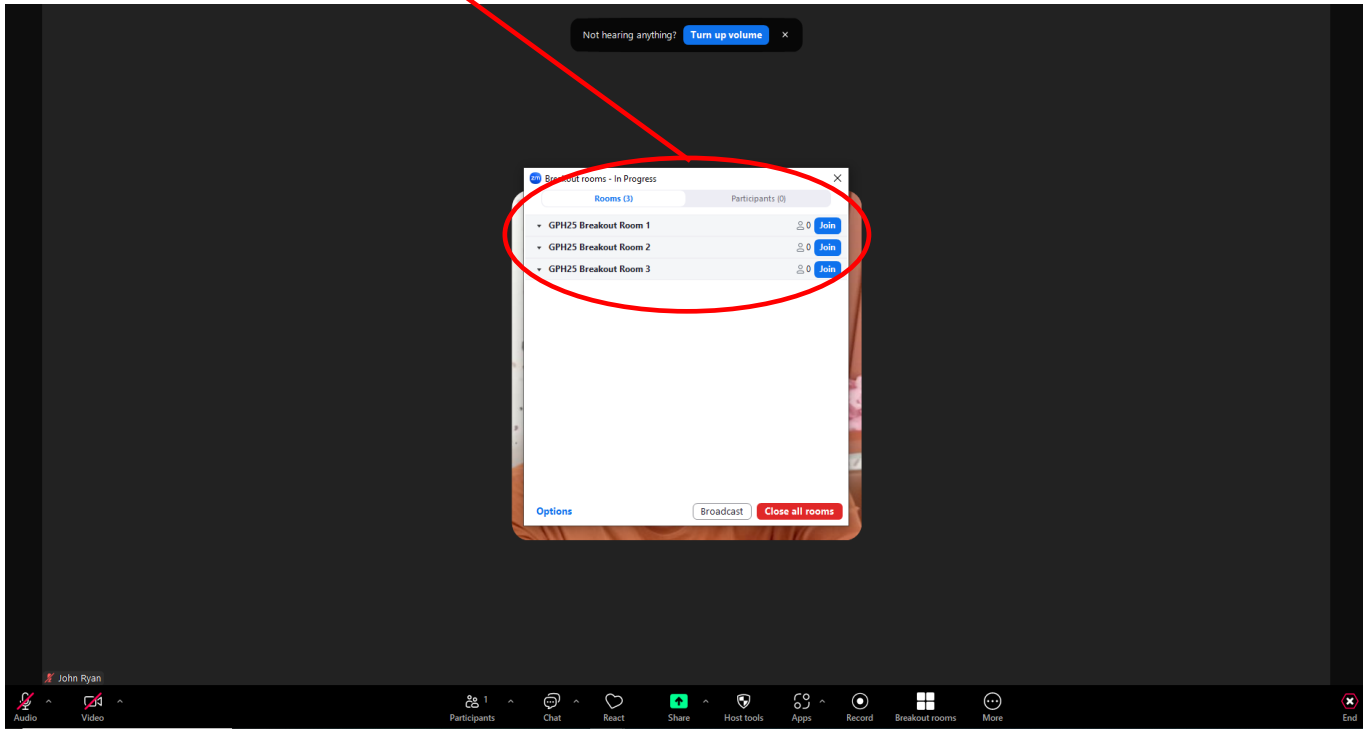 Not hearing anything? Turn up volume ×
zm Breakout rooms - In Progress
Rooms (3) Participants (0)
GPH25 Breakout Room 1 0 Join
GPH25 Breakout Room 2 0 Join
GPH25 Breakout Room 3 0 Join
Options Broadcast Close all rooms
John Ryan
1
Audio Video Participants Chat React Share Host tools Apps Record Breakout rooms More End